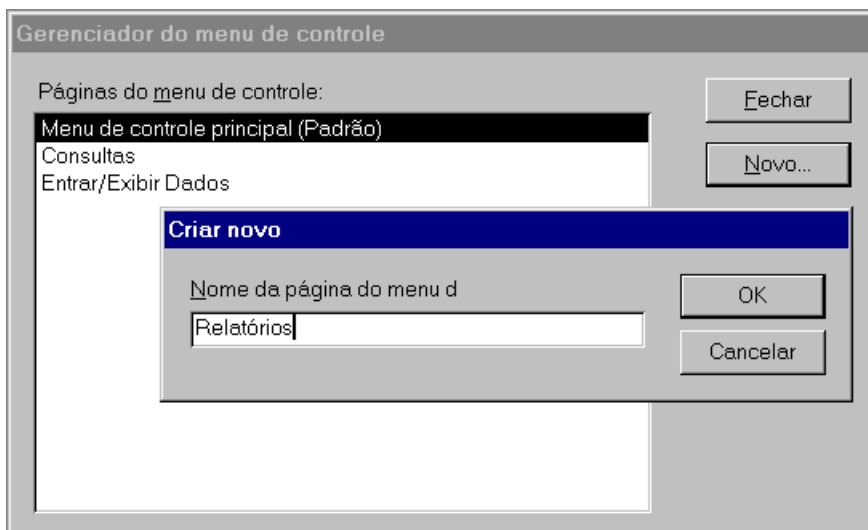 Gerenciador do menu de controle
Páginas do menu de controle:
Fechar
Menu de controle principal (Padrão)
Consultas
Novo...
Entrar/Exibir Dados
Criar novo
Nome da página do menu d
OK
Relatórios
Cancelar